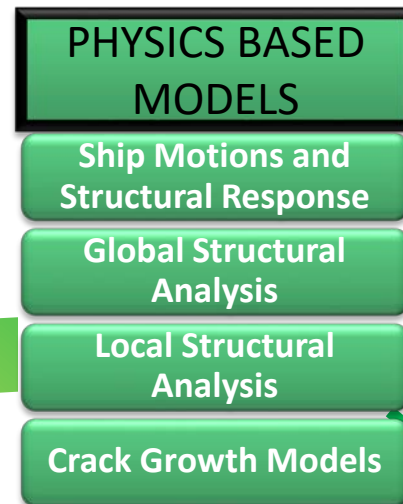 PHYSICS BASED
MODELS
Ship Motions and
Structural Response
Global Structural
Analysis
Local Structural
Analysis
Crack Growth Models